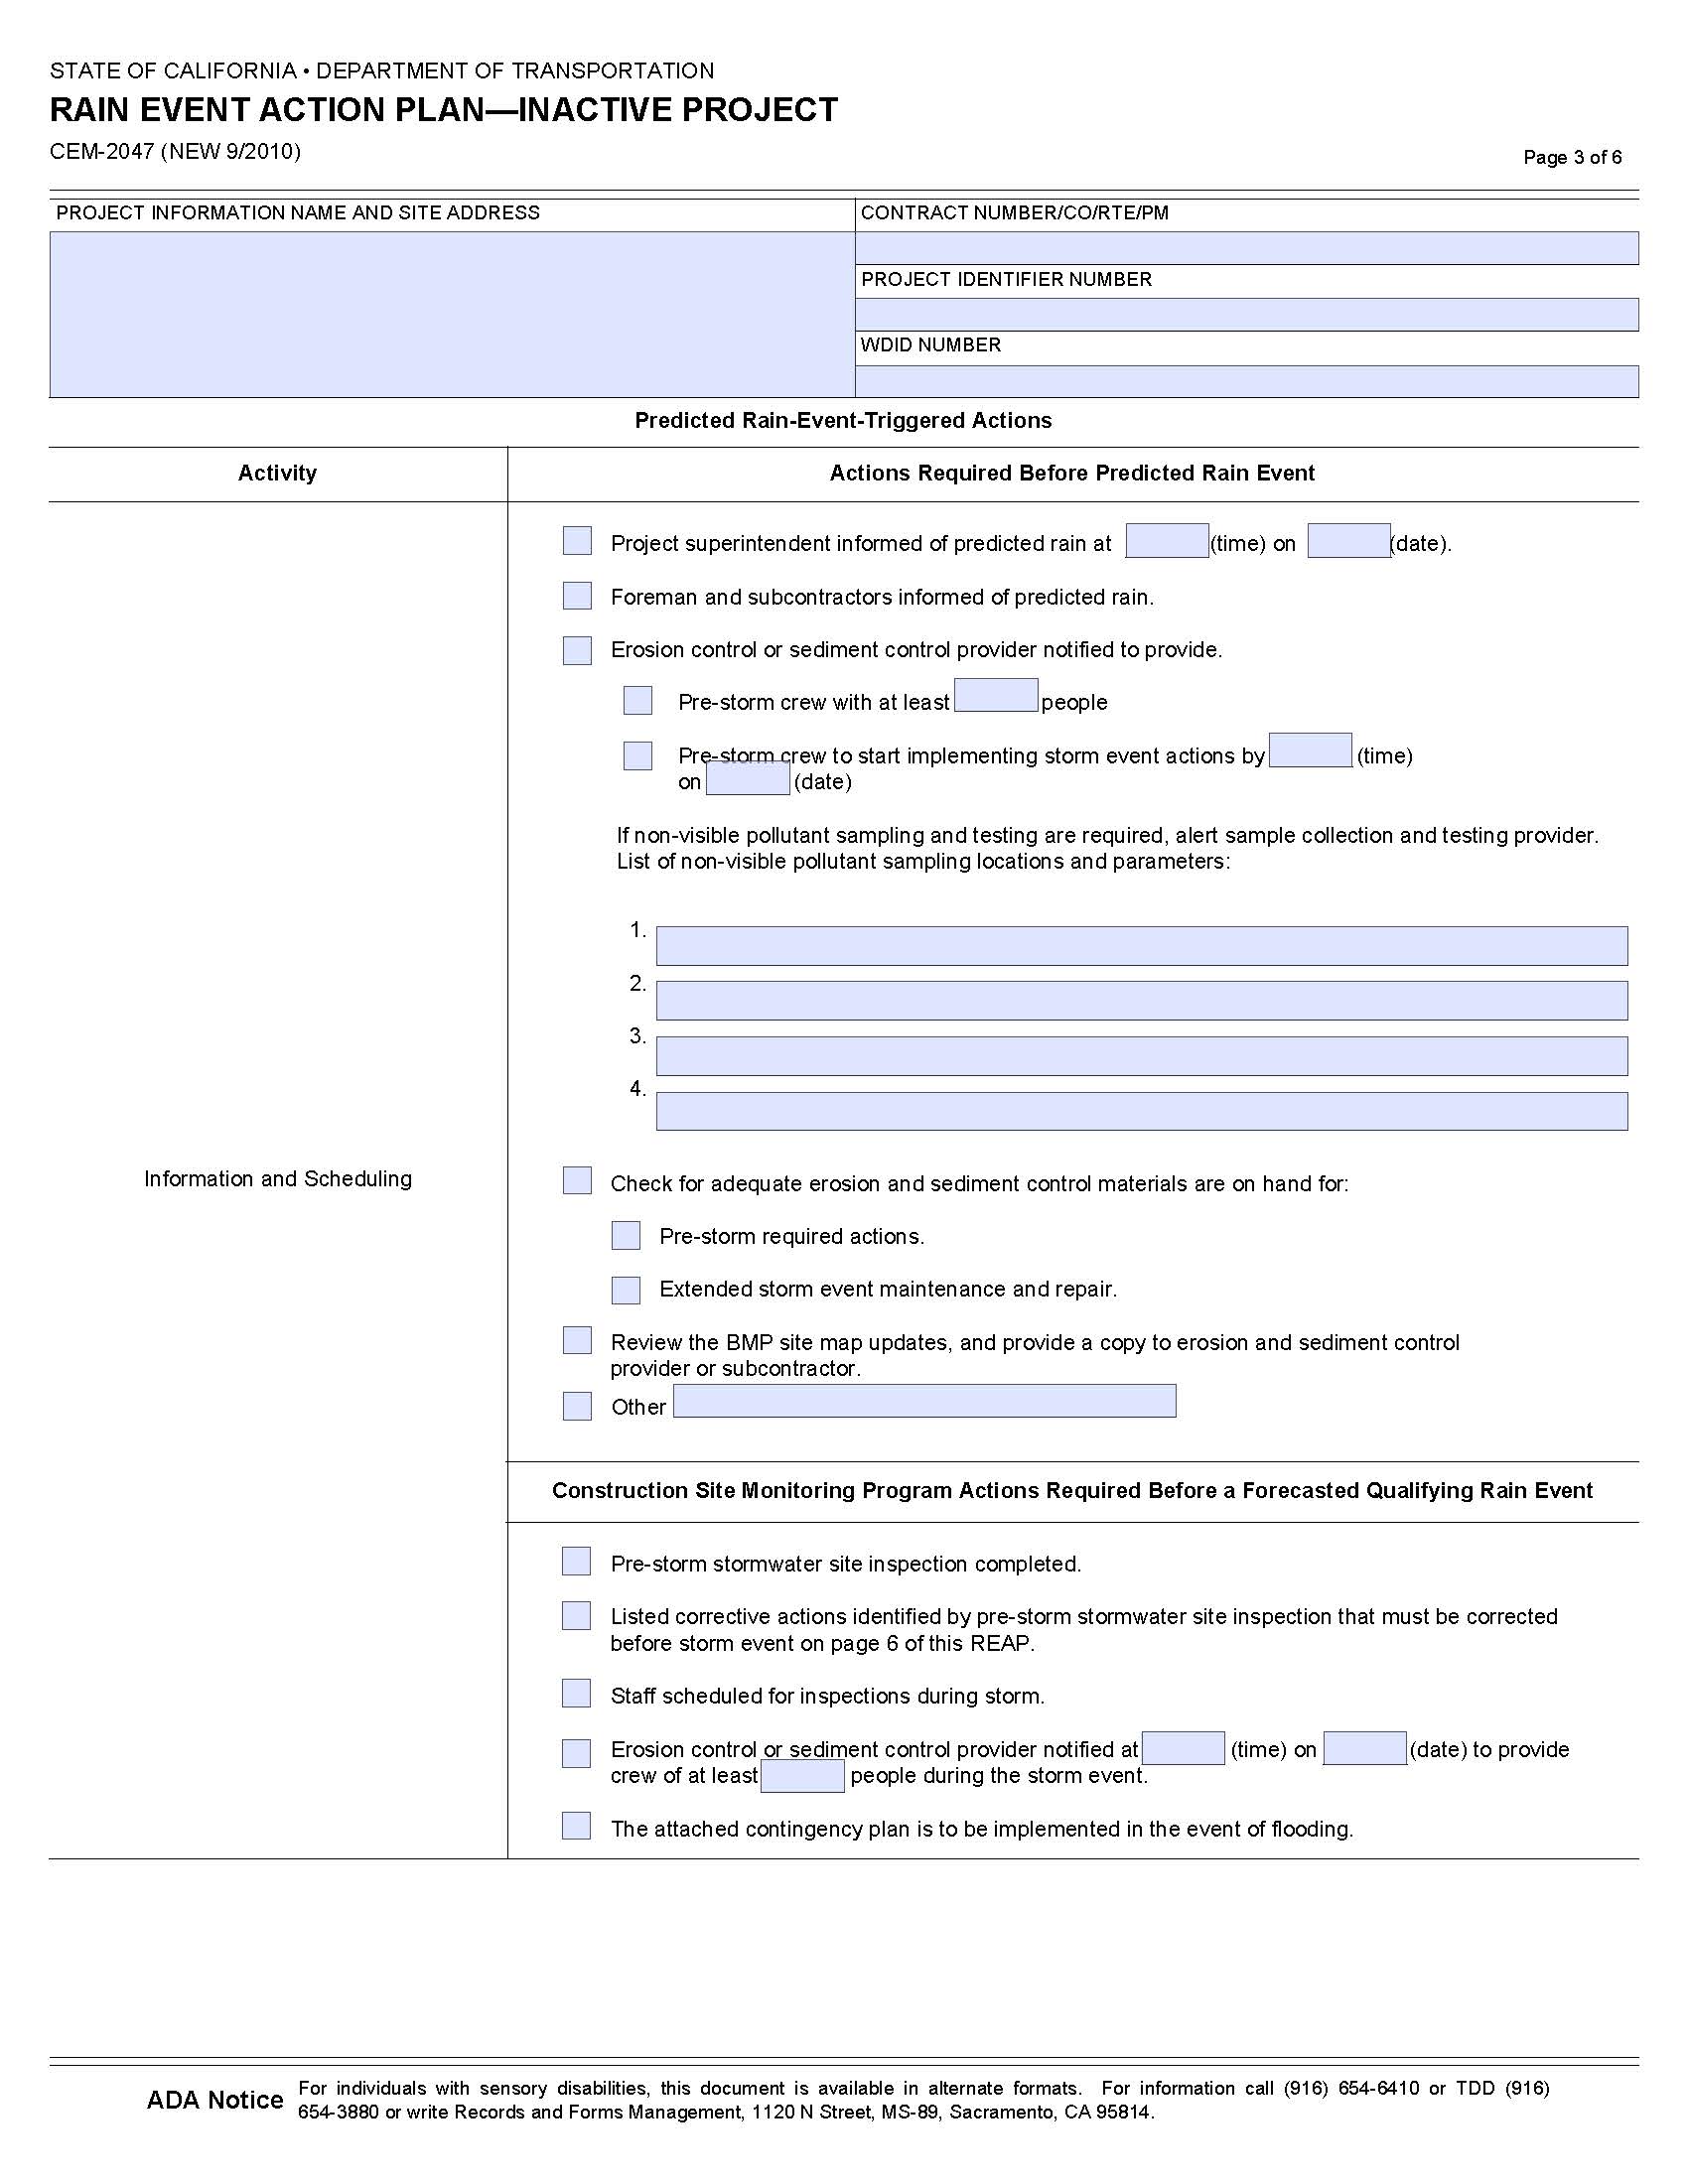 STATE OF CALIFORNIA • DEPARTMENT OF TRANSPORTATION
RAIN EVENT ACTION PLAN—INACTIVE PROJECT
CEM-2047 (NEW 9/2010)
Page 3 of 6
PROJECT INFORMATION NAME AND SITE ADDRESS
CONTRACT NUMBER/CO/RTE/PM
PROJECT IDENTIFIER NUMBER
WDID NUMBER
Predicted Rain-Event-Triggered Actions
Activity
Actions Required Before Predicted Rain Event
Project superintendent informed of predicted rain at (time) on (date).
Foreman and subcontractors informed of predicted rain.
Erosion control or sediment control provider notified to provide.
Pre-storm crew with at least people
Pre-storm crew to start implementing storm event actions by (time)
on (date)
If non-visible pollutant sampling and testing are required, alert sample collection and testing provider.
List of non-visible pollutant sampling locations and parameters:
1.
2.
3.
4.
Information and Scheduling
Check for adequate erosion and sediment control materials are on hand for:
Pre-storm required actions.
Extended storm event maintenance and repair.
Review the BMP site map updates, and provide a copy to erosion and sediment control
provider or subcontractor.
Other
Construction Site Monitoring Program Actions Required Before a Forecasted Qualifying Rain Event
Pre-storm stormwater site inspection completed.
Listed corrective actions identified by pre-storm stormwater site inspection that must be corrected
before storm event on page 6 of this REAP.
Staff scheduled for inspections during storm.
Erosion control or sediment control provider notified at (time) on (date) to provide
crew of at least people during the storm event.
The attached contingency plan is to be implemented in the event of flooding.
ADA Notice
For individuals with sensory disabilities, this document is available in alternate formats. For information call (916) 654-6410 or TDD (916)
654-3880 or write Records and Forms Management, 1120 N Street, MS-89, Sacramento, CA 95814.